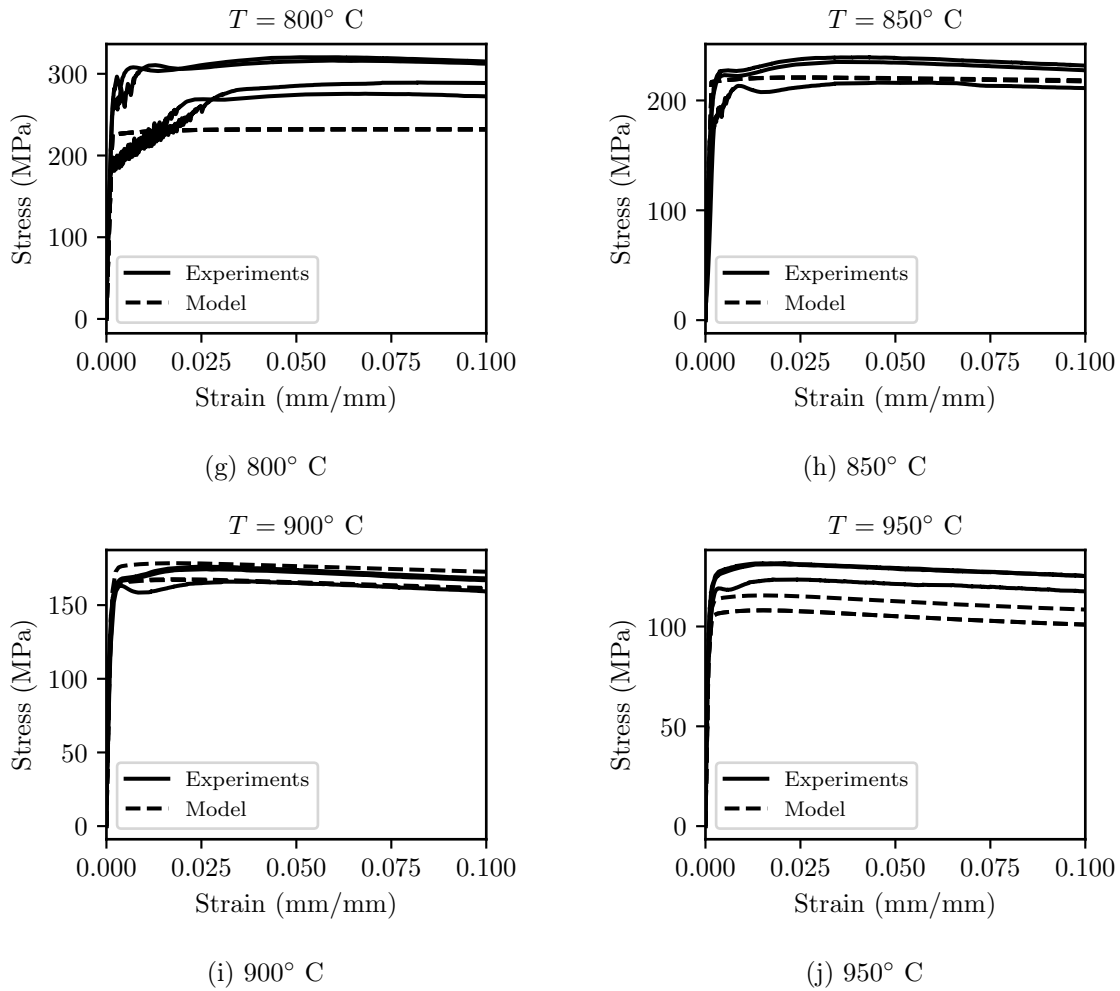 T = 800° C
300
200
100
0
Stress (MPa)
Experiments
Model
0.000 0.025 0.050 0.075 0.100
Strain (mm/mm)
(g) 800° C
T = 850° C
200
100
0
Stress (MPa)
Experiments
Model
0.000 0.025 0.050 0.075 0.100
Strain (mm/mm)
(h) 850° C
T = 900° C
150
100
50
0
Stress (MPa)
Experiments
Model
0.000 0.025 0.050 0.075 0.100
Strain (mm/mm)
(i) 900° C
T = 950° C
100
50
0
Stress (MPa)
Experiments
Model
0.000 0.025 0.050 0.075 0.100
Strain (mm/mm)
(j) 950° C